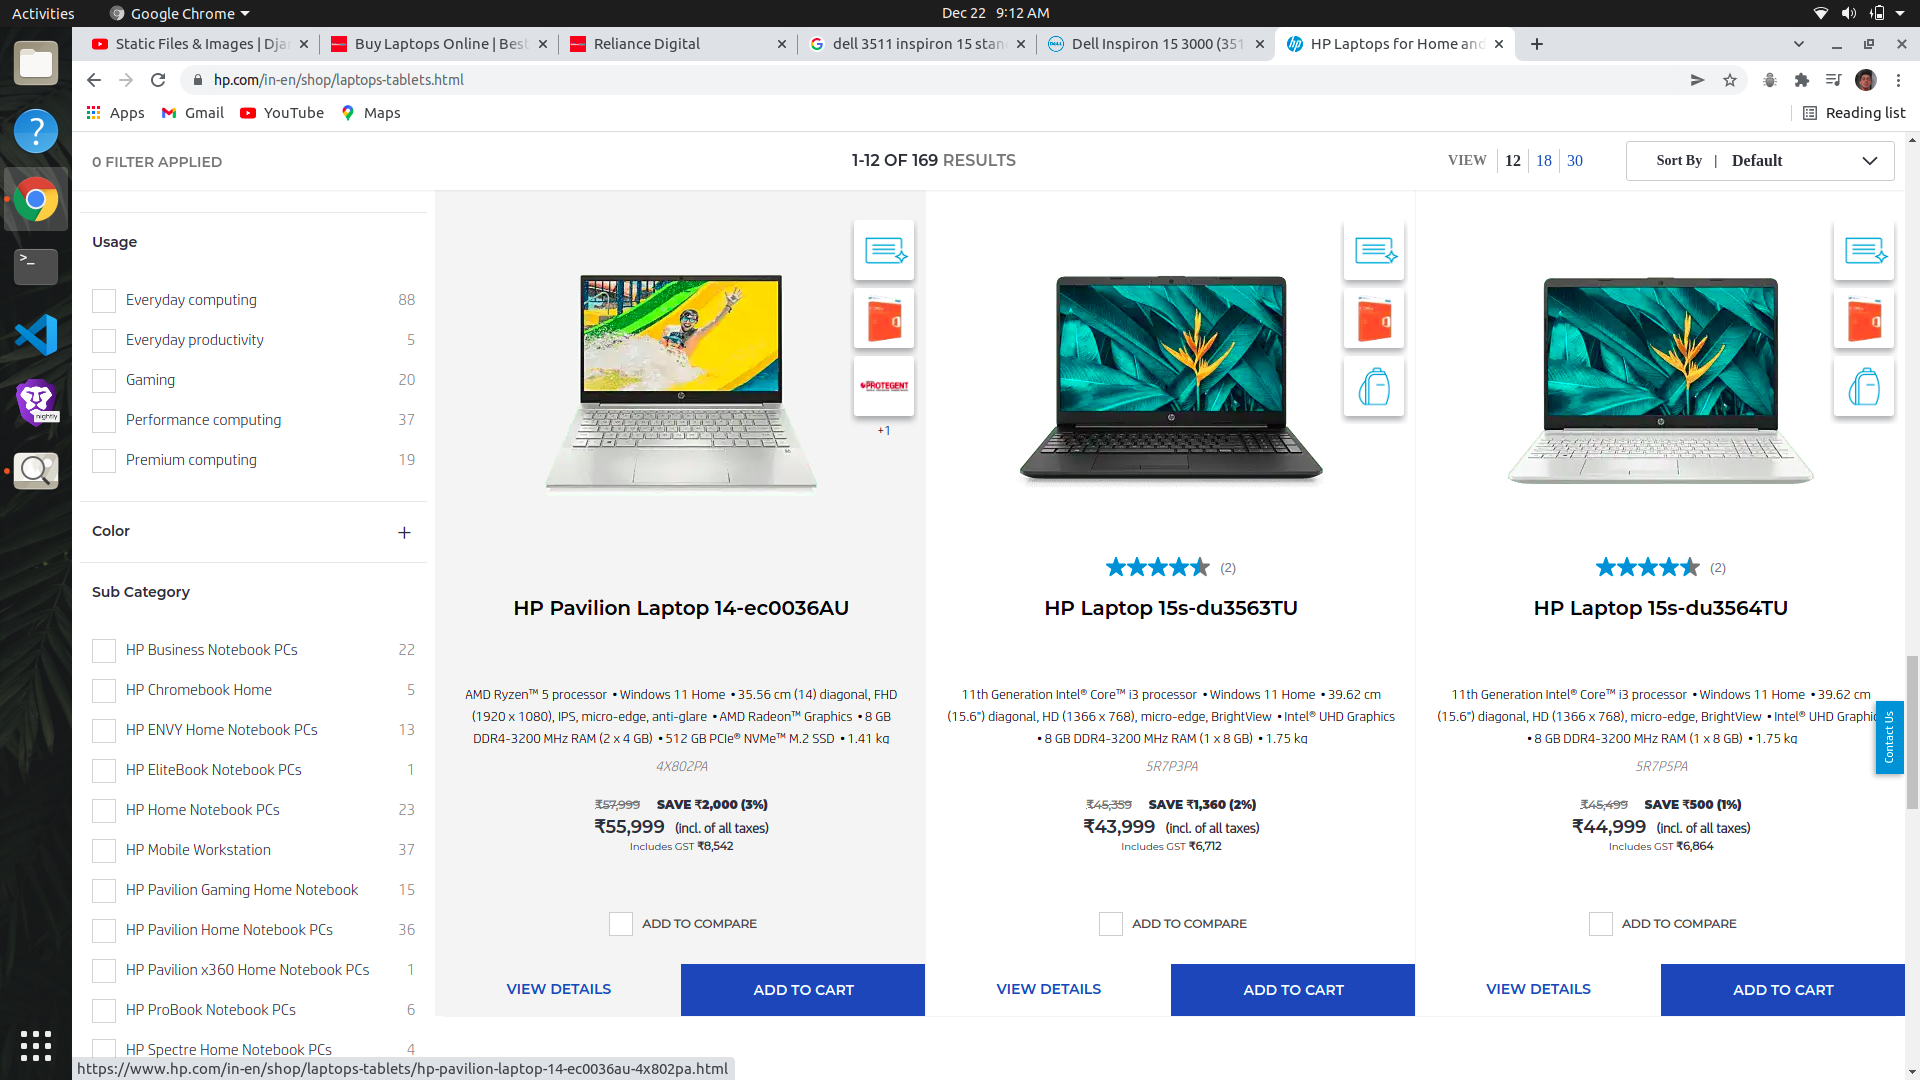 Activities
Google Chrome
Dec 22 9:12 AM
Static Files & Images | Djan
Buy Laptops Online | Best
Reliance Digital
dell 3511 inspiron 15 stan
Dell Inspiron 15 3000 (351
HP Laptops for Home and
hp.com/in-en/shop/laptops-tablets.html
Apps
Gmail
YouTube
Maps
Reading list
0 FILTER APPLIED
1-12 OF 169 RESULTS
VIEW 12 18 30
Sort By | Default
Usage
Everyday computing 88
Everyday productivity 5
Gaming 20
Performance computing 37
Premium computing 19
Color +
Sub Category
HP Business Notebook PCs 22
HP Chromebook Home 5
HP ENVY Home Notebook PCs 13
HP EliteBook Notebook PCs 1
HP Home Notebook PCs 23
HP Mobile Workstation 37
HP Pavilion Gaming Home Notebook 15
HP Pavilion Home Notebook PCs 36
HP Pavilion x360 Home Notebook PCs 1
HP ProBook Notebook PCs 6
HP Spectre Home Notebook PCs 4
PROTEGENT
+1
HP Pavilion Laptop 14-ec0036AU
AMD Ryzen™ 5 processor •Windows 11 Home •35.56 cm (14) diagonal, FHD
(1920 x 1080), IPS, micro-edge, anti-glare •AMD Radeon™ Graphics •8 GB
DDR4-3200 MHz RAM (2 x 4 GB) •512 GB PCIe® NVMe™ M.2 SSD •1.41 kg
4X802PA
₹57,999 SAVE ₹2,000 (3%)
₹55,999 (incl. of all taxes)
Includes GST ₹8,542
ADD TO COMPARE
VIEW DETAILS
ADD TO CART
(2)
HP Laptop 15s-du3563TU
11th Generation Intel® Core™ i3 processor •Windows 11 Home •39.62 cm
(15.6") diagonal, HD (1366 x 768), micro-edge, BrightView •Intel® UHD Graphics
•8 GB DDR4-3200 MHz RAM (1 x 8 GB) •1.75 kg
5R7P3PA
₹45,359 SAVE ₹1,360 (2%)
₹43,999 (incl. of all taxes)
Includes GST ₹6,712
ADD TO COMPARE
VIEW DETAILS
ADD TO CART
(2)
HP Laptop 15s-du3564TU
11th Generation Intel® Core™ i3 processor •Windows 11 Home •39.62 cm
(15.6") diagonal, HD (1366 x 768), micro-edge, BrightView •Intel® UHD Graphic
•8 GB DDR4-3200 MHz RAM (1 x 8 GB) •1.75 kg
5R7P5PA
₹45,499 SAVE ₹500 (1%)
₹44,999 (incl. of all taxes)
Includes GST ₹6,864
ADD TO COMPARE
VIEW DETAILS
ADD TO CART
Contact Us
nightly
https://www.hp.com/in-en/shop/laptops-tablets/hp-pavilion-laptop-14-ec0036au-4x802pa.html